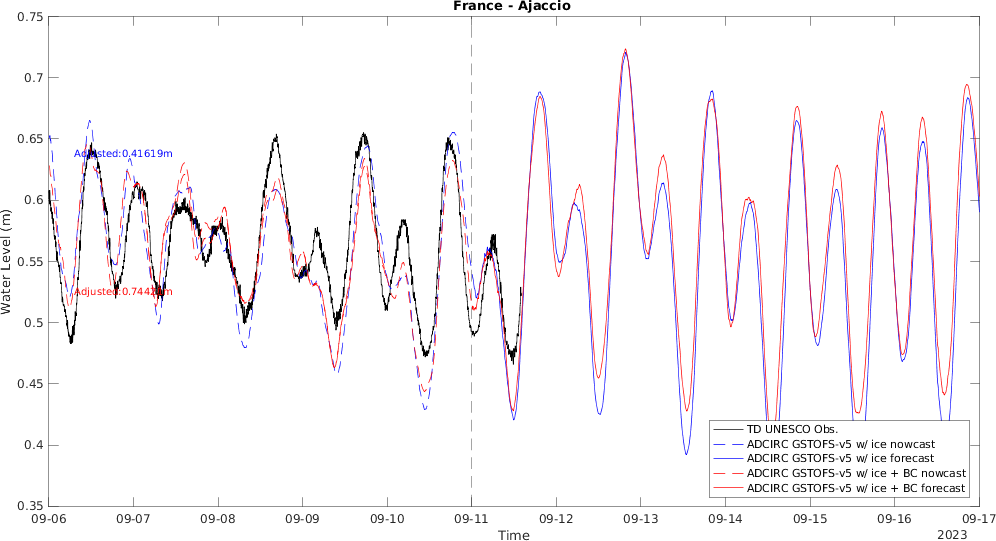 France - Ajaccio
0.75
0.7
0.65
0.6
0.55
0.5
0.45
0.4
0.35
Water Level (m)
Adjusted:0.41619m
09-06
09-07
09-08
09-09
09-10
09-11
09-12
09-13
09-14
09-15
09-16
09-17
Time
2023
TD UNESCO Obs.
ADCIRC GSTOFS-v5 w/ ice nowcast
ADCIRC GSTOFS-v5 w/ ice forecast
ADCIRC GSTOFS-v5 w/ ice + BC nowcast
ADCIRC GSTOFS-v5 w/ ice + BC forecast